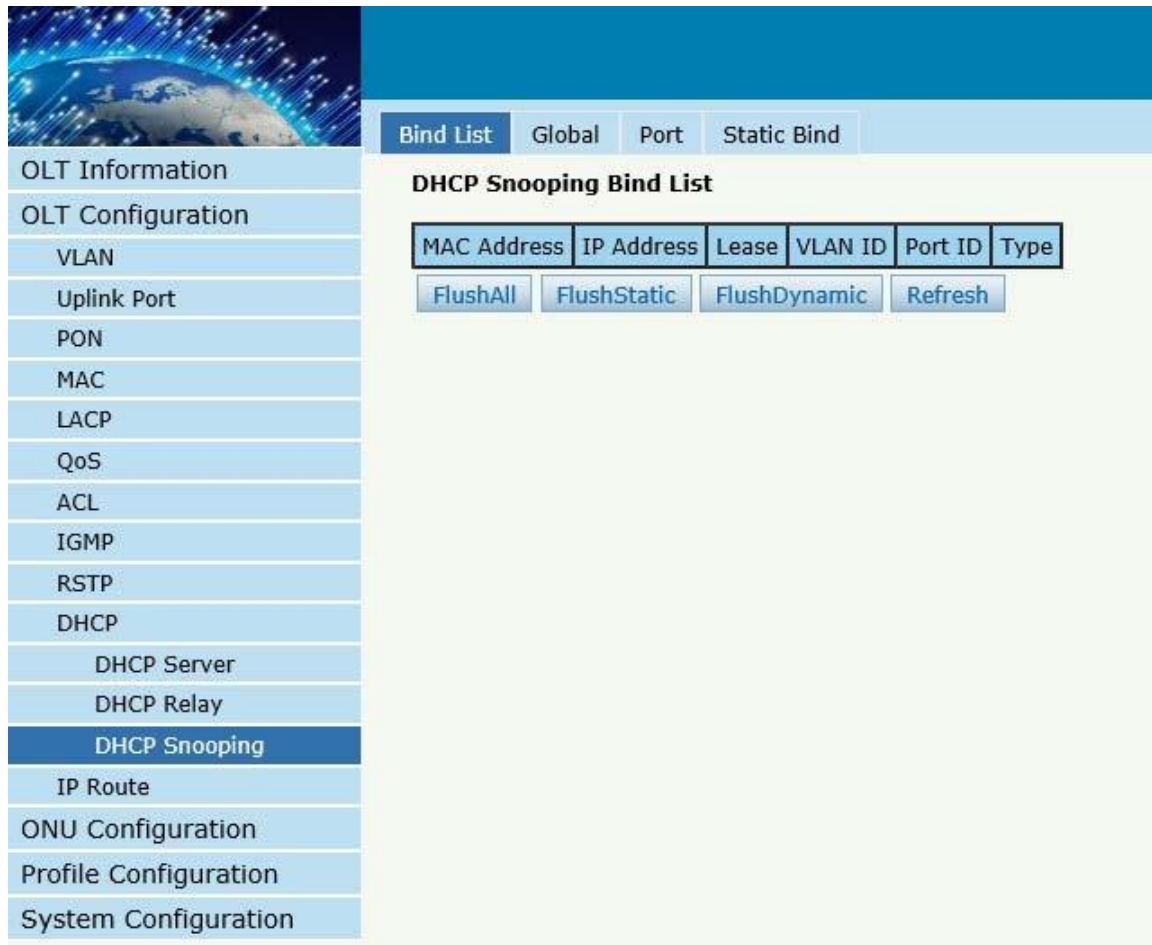 Bind List Global Port Static Bind
OLT Information
OLT Configuration
VLAN
Uplink Port
PON
MAC
LACP
QoS
ACL
IGMP
RSTP
DHCP
DHCP Server
DHCP Relay
DHCP Snooping
IP Route
ONU Configuration
Profile Configuration
System Configuration
DHCP Snooping Bind List
MAC Address IP Address Lease VLAN ID Port ID Type
FlushAll FlushStatic FlushDynamic Refresh